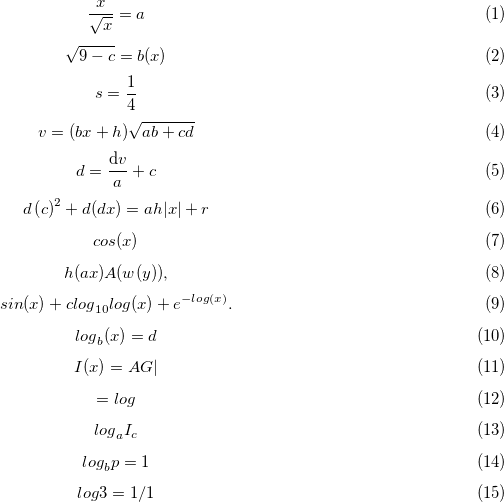 x/√x = a (1)
√(9 − c) = b(x) (2)
s = 1/4 (3)
v = (bx + h)√(ab + cd) (4)
d = dv/a + c (5)
d (c)² + d(dx) = ah|x| + r (6)
cos(x) (7)
h(ax)A(w(y)), (8)
sin(x) + clog₁₀log(x) + e^{−log(x)}. (9)
log_b(x) = d (10)
I(x) = AG| (11)
= log (12)
log_a I_c (13)
log_b p = 1 (14)
log3 = 1/1 (15)